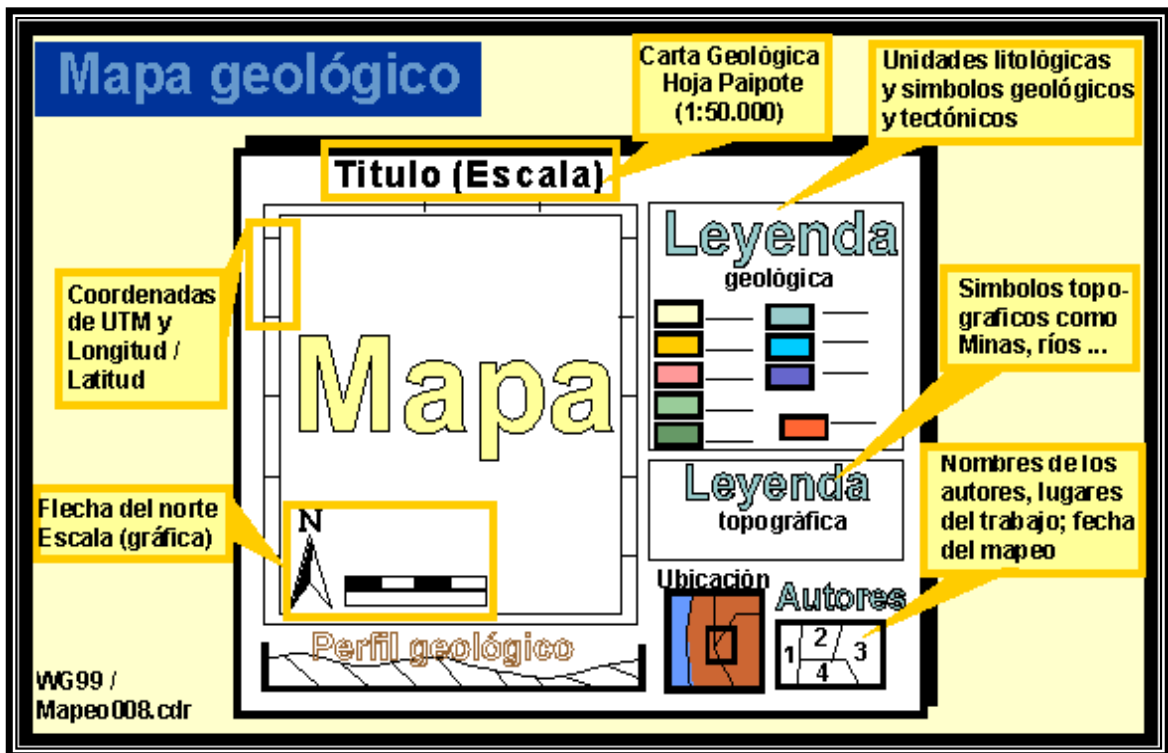 Mapa geológico
Carta Geológica
Hoja Paipote
(1:50.000)
Unidades litológicas
y simbolos geológicos
y tectónicos
Titulo (Escala)
Leyenda
geológica
Coordenadas
de UTM y
Longitud /
Latitud
Mapa
Simbolos topo-
graficos como
Minas, ríos ...
Leyenda
topográfica
Nombres de los
autores, lugares
del trabajo; fecha
del mapeo
Flecha del norte
Escala (gráfica)
N
Ubicación
Autores
1
2
3
4
Perfil geológico
WG99 /
Mapeo008.cdr